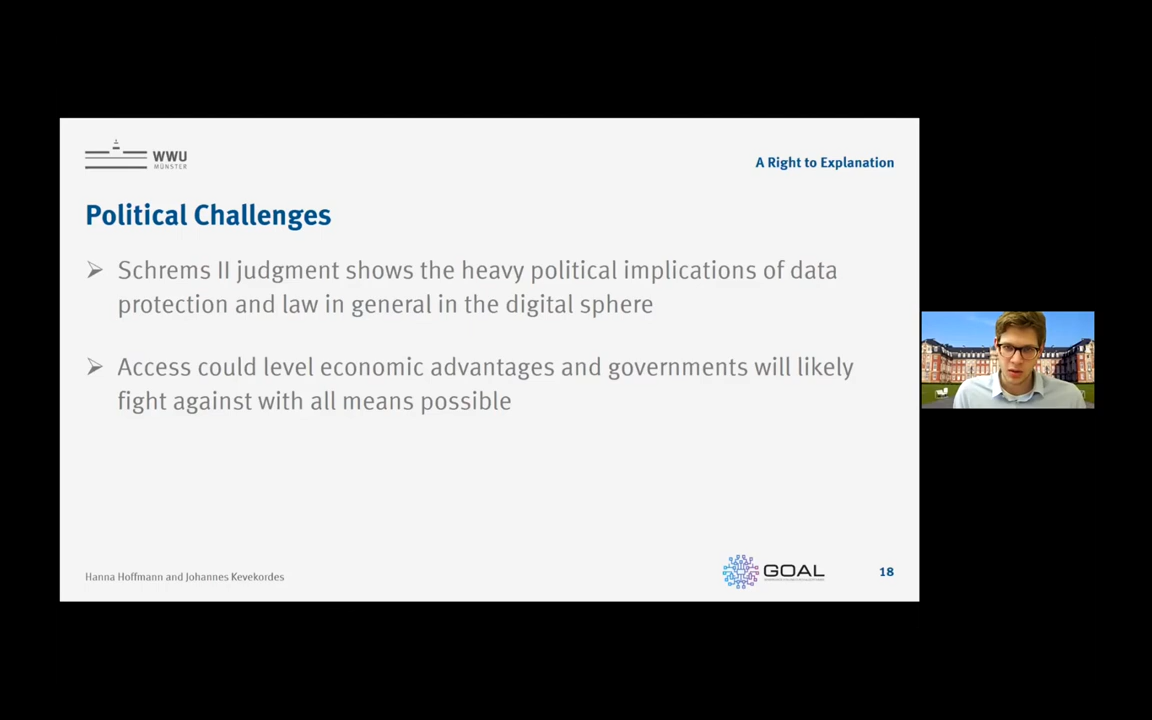 WWU
MÜNSTER
A Right to Explanation
Political Challenges
➢ Schrems II judgment shows the heavy political implications of data
protection and law in general in the digital sphere
➢ Access could level economic advantages and governments will likely
fight against with all means possible
Hanna Hoffmann and Johannes Kevekordes
GOAL
18